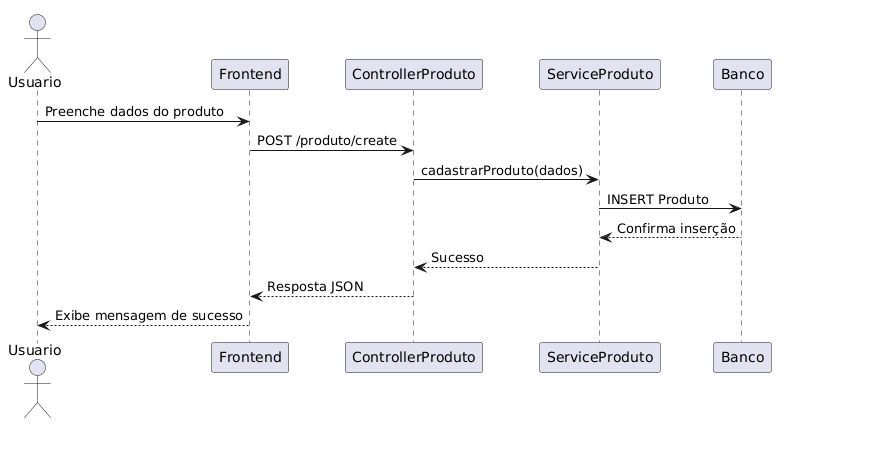 Usuario
Frontend
ControllerProduto
ServiceProduto
Banco
Preenche dados do produto
POST /produto/create
cadastrarProduto(dados)
INSERT Produto
Confirma inserção
Sucesso
Resposta JSON
Exibe mensagem de sucesso
Usuario
Frontend
ControllerProduto
ServiceProduto
Banco